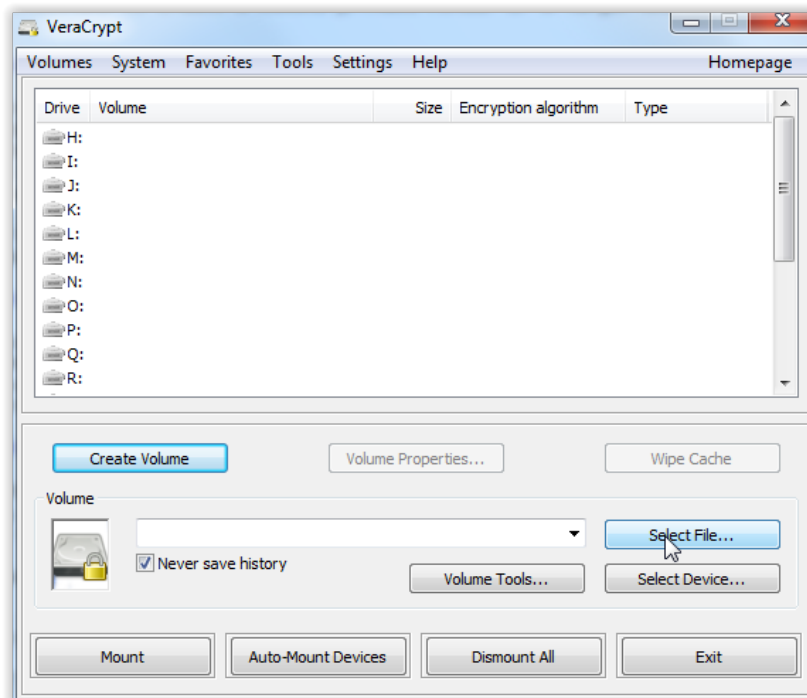 VeraCrypt
Volumes System Favorites Tools Settings Help Homepage
Drive Volume Size Encryption algorithm Type
H:
I:
J:
K:
L:
M:
N:
O:
P:
Q:
R:
Create Volume Volume Properties... Wipe Cache
Volume
Select File...
Never save history
Volume Tools... Select Device...
Mount Auto-Mount Devices Dismount All Exit